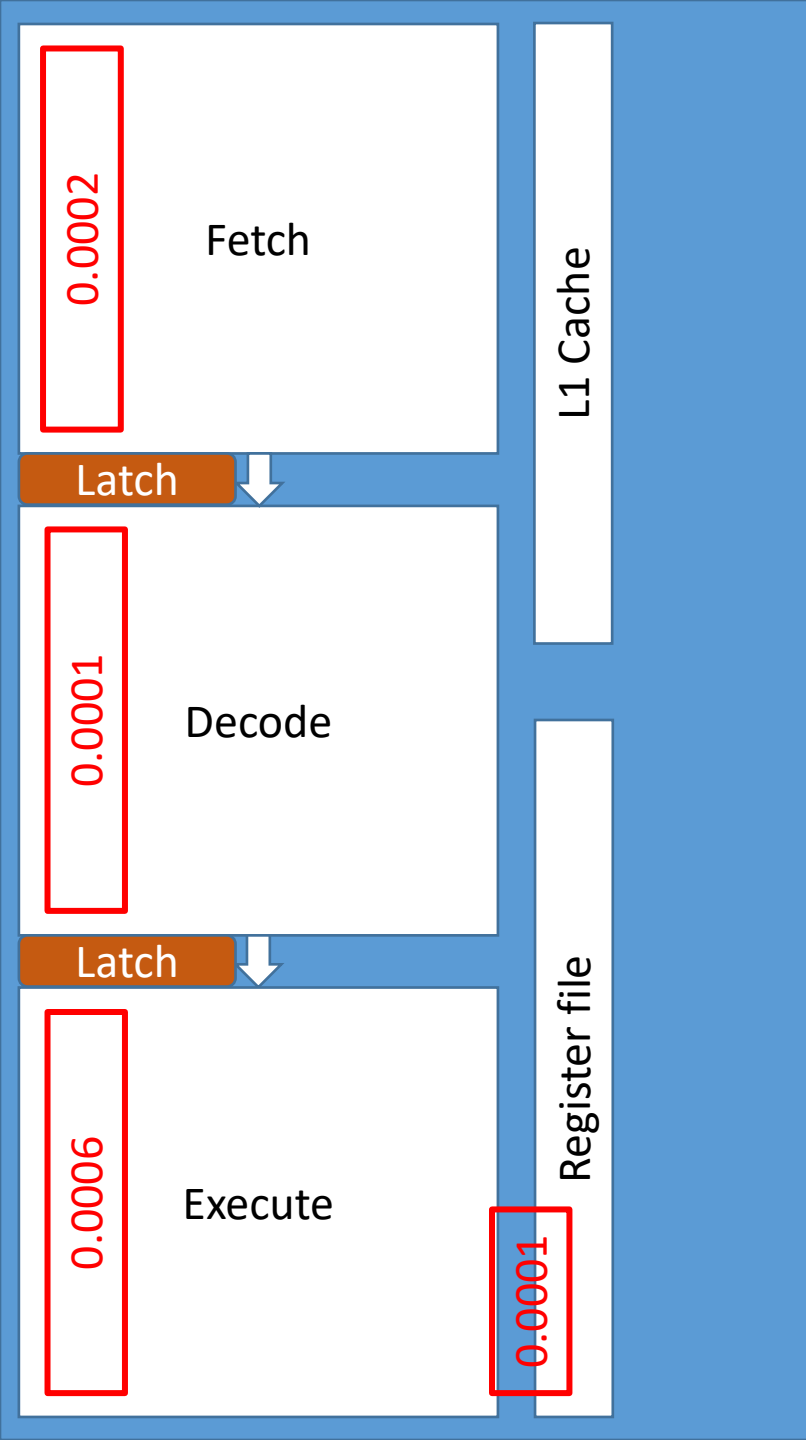 0.0002
Fetch
L1 Cache
Latch
0.0001
Decode
Latch
Register file
0.0006
Execute
0.0001